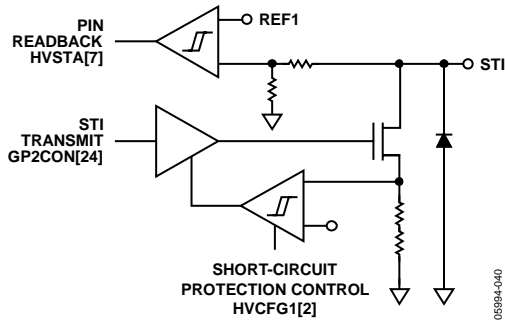 PIN
READBACK
HVSTA[7]
REF1
STI
STI
TRANSMIT
GP2CON[24]
SHORT-CIRCUIT
PROTECTION CONTROL
HVCFG1[2]
05994-040